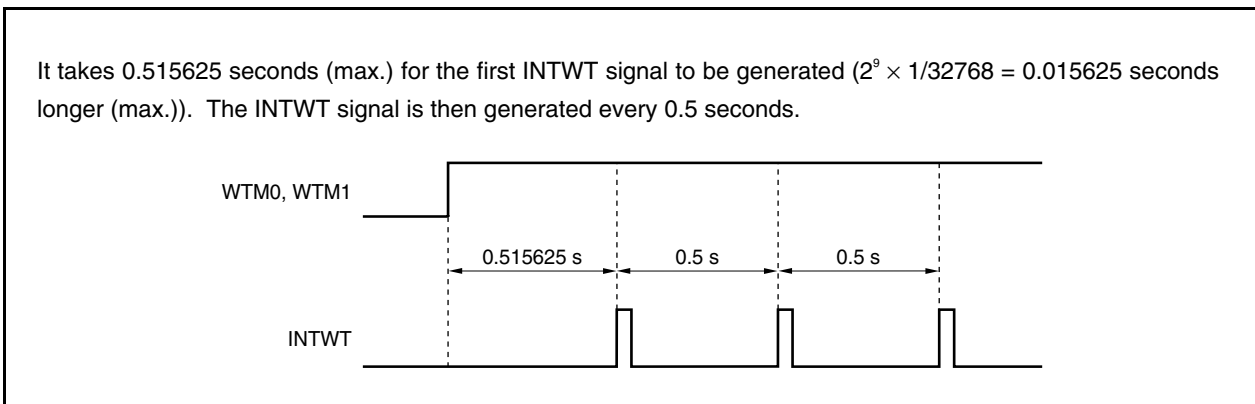 It takes 0.515625 seconds (max.) for the first INTWT signal to be generated (2⁹ × 1/32768 = 0.015625 seconds
longer (max.)). The INTWT signal is then generated every 0.5 seconds.
WTM0, WTM1
0.515625 s
0.5 s
0.5 s
INTWT